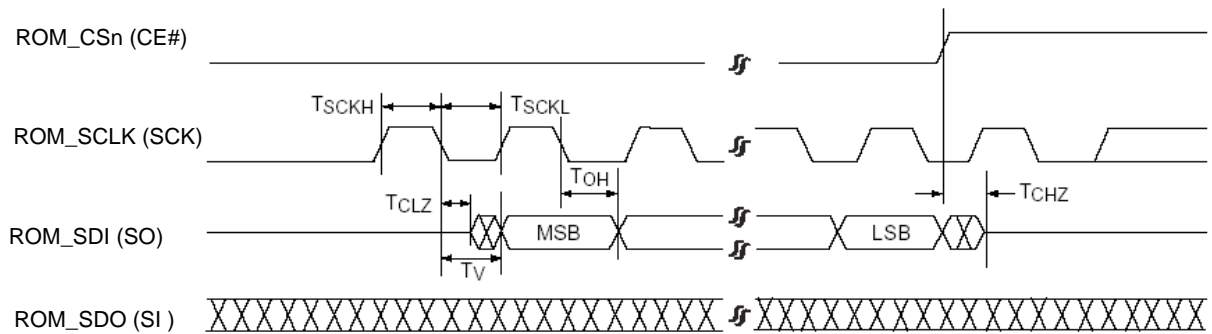 ROM_CSn (CE#)
TSCKH
TSCKL
ROM_SCLK (SCK)
TOH
TCLZ
TCHZ
ROM_SDI (SO)
MSB
LSB
TV
ROM_SDO (SI )